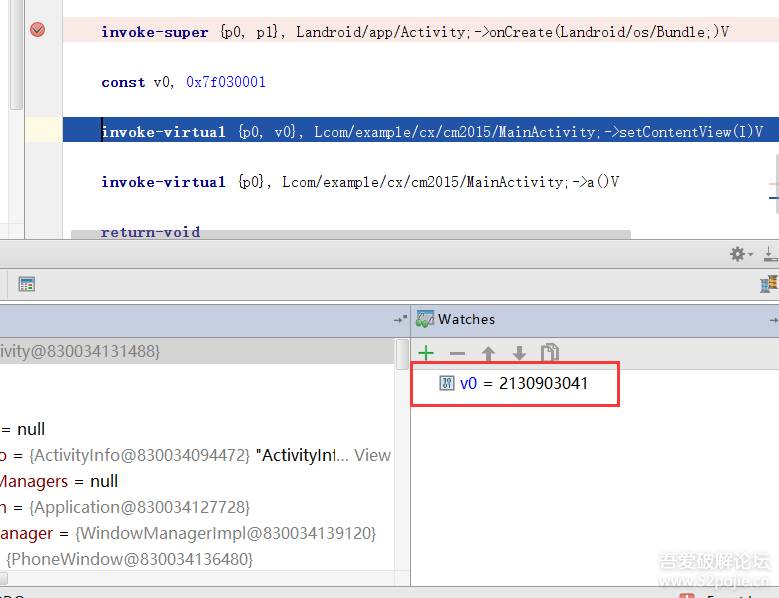 invoke-super {p0, p1}, Landroid/app/Activity;->onCreate(Landroid/os/Bundle;)V
const v0, 0x7f030001
invoke-virtual {p0, v0}, Lcom/example/cx/cm2015/MainActivity;->setContentView(I)V
invoke-virtual {p0}, Lcom/example/cx/cm2015/MainActivity;->a()V
return-void
Watches
ivity@830034131488}
v0 = 2130903041
= null
o = {ActivityInfo@830034094472} "ActivityInf... View
Managers = null
n = {Application@830034127728}
anager = {WindowManagerImpl@830034139120}
{PhoneWindow@830034136480}
吾爱破解论坛
www.52pojie.cn